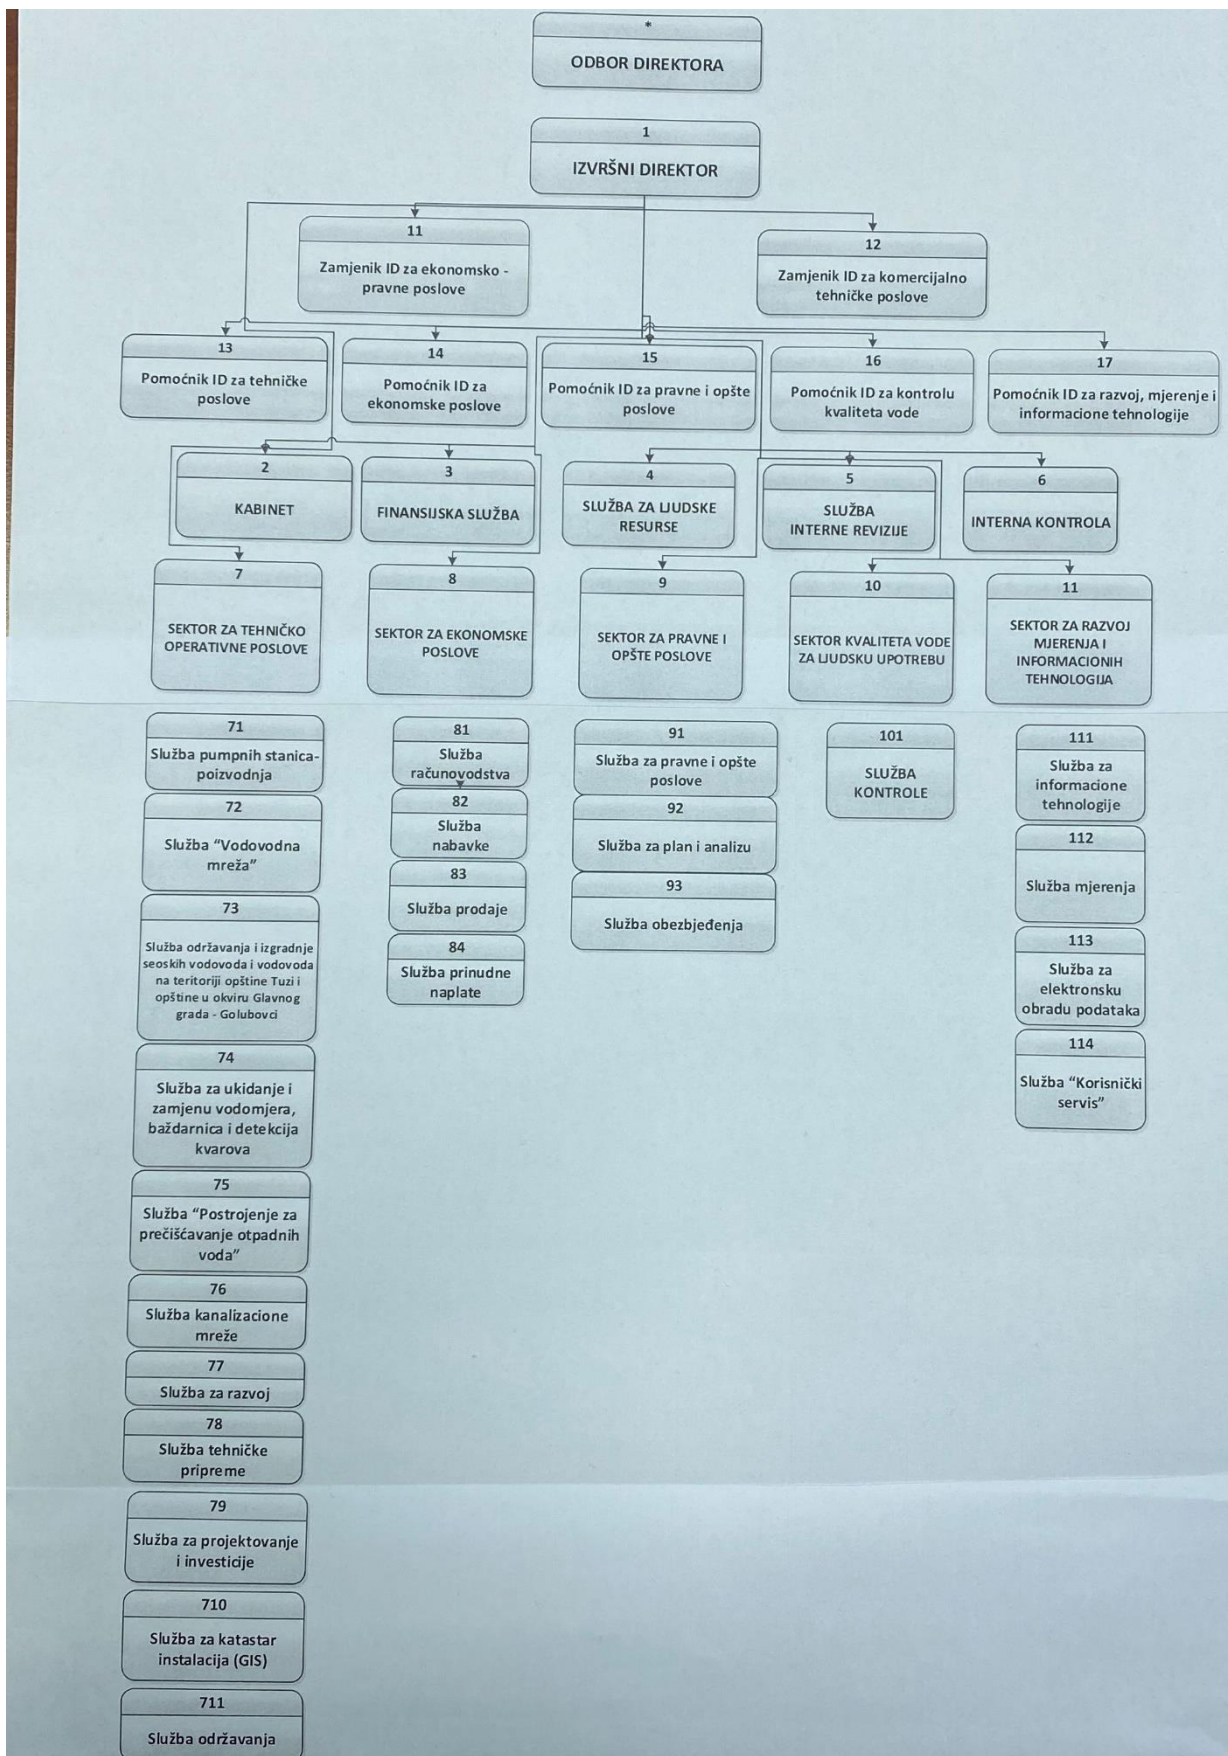 *
ODBOR DIREKTORA
1
IZVRŠNI DIREKTOR
11
Zamjenik ID za ekonomsko -
pravne poslove
12
Zamjenik ID za komercijalno
tehničke poslove
13
Pomoćnik ID za tehničke
poslove
14
Pomoćnik ID za
ekonomske poslove
15
Pomoćnik ID za pravne i opšte
poslove
16
Pomoćnik ID za kontrolu
kvaliteta vode
17
Pomoćnik ID za razvoj, mjerenje i
informacione tehnologije
2
KABINET
3
FINANSIJSKA SLUŽBA
4
SLUŽBA ZA LJUDSKE
RESURSE
5
SLUŽBA
INTERNE REVIZIJE
6
INTERNA KONTROLA
7
SEKTOR ZA TEHNIČKO
OPERATIVNE POSLOVE
8
SEKTOR ZA EKONOMSKE
POSLOVE
9
SEKTOR ZA PRAVNE I
OPŠTE POSLOVE
10
SEKTOR KVALITETA VODE
ZA LJUDSKU UPOTREBU
11
SEKTOR ZA RAZVOJ
MJERENJA I
INFORMACIONIH
TEHNOLOGIJA
71
Služba pumpnih stanica-
poizvodnja
72
Služba “Vodovodna
mreža”
73
Služba održavanja i izgradnje
seoskih vodovoda i vodovoda
na teritoriji opštine Tuzi i
opštine u okviru Glavnog
grada - Golubovci
74
Služba za ukidanje i
zamjenu vodomjera,
baždarnica i detekcija
kvarova
75
Služba “Postrojenje za
prečišćavanje otpadnih
voda”
76
Služba kanalizacione
mreže
77
Služba za razvoj
78
Služba tehničke
pripreme
79
Služba za projektovanje
i investicije
710
Služba za katastar
instalacija (GIS)
711
Služba održavanja
81
Služba
računovodstva
82
Služba
nabavke
83
Služba prodaje
84
Služba prinudne
naplate
91
Služba za pravne i opšte
poslove
92
Služba za plan i analizu
93
Služba obezbjeđenja
101
SLUŽBA
KONTROLE
111
Služba za
informacione
tehnologije
112
Služba mjerenja
113
Služba za
elektronsku
obradu podataka
114
Služba “Korisnički
servis”